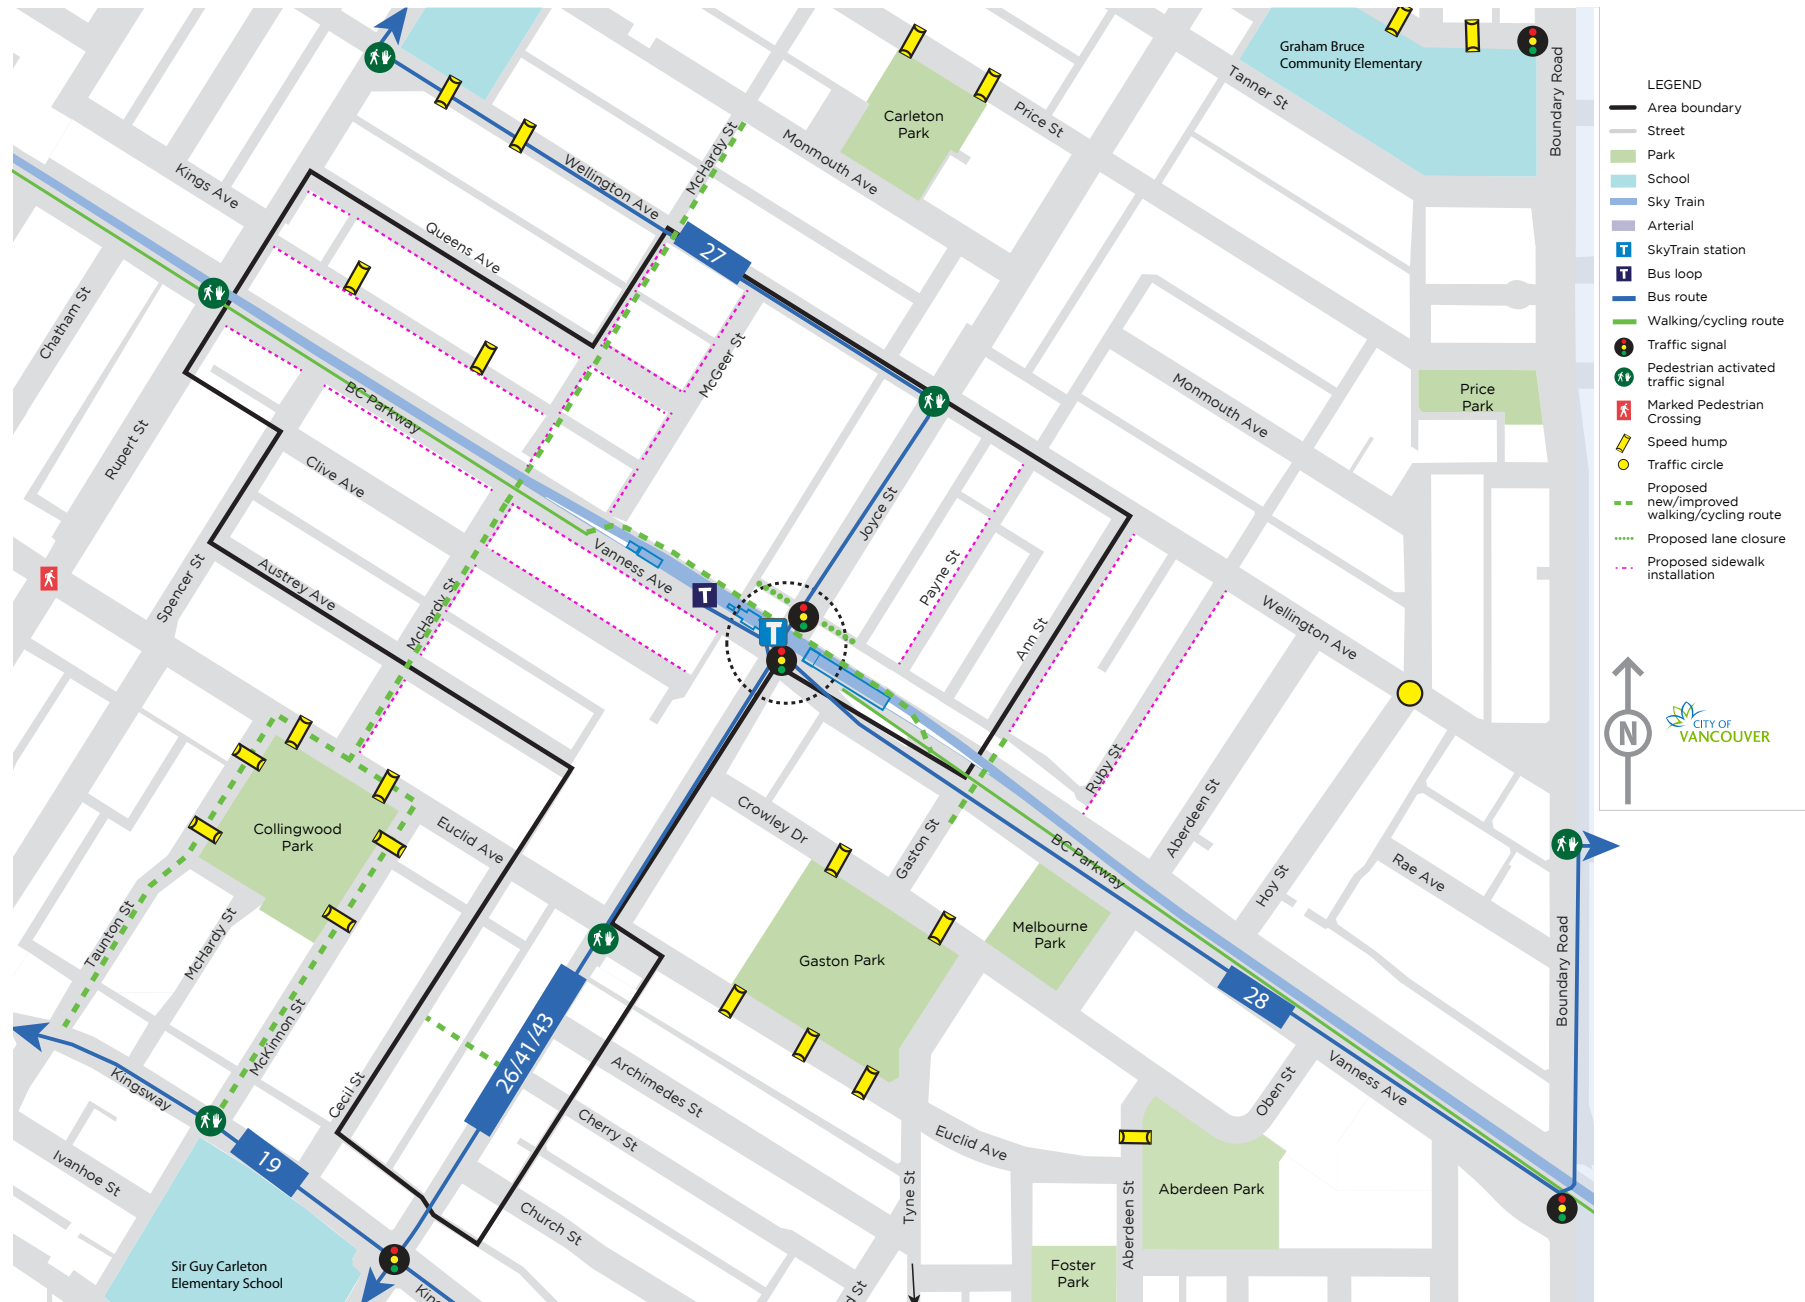 Graham Bruce
Community Elementary
Boundary Road
Tanner St
Carleton
Park
Price St
McHardy St
Monmouth Ave
Wellington Ave
Kings Ave
Queens Ave
27
Chatham St
McGeer St
Monmouth Ave
Price
Park
BC Parkway
Rupert St
Clive Ave
Joyce St
Payne St
Vanness Ave
T
T
Spencer St
Austrey Ave
McHardy St
Ann St
Wellington Ave
Ruby St
Aberdeen St
Crowley Dr
Collingwood
Park
Euclid Ave
Gaston St
BC Parkway
Rae Ave
Hoy St
Taunton St
McHardy St
Melbourne
Park
Gaston Park
Boundary Road
28
McKinnon St
26/41/43
Kingsway
Cecil St
Archimedes St
Cherry St
Vanness Ave
Oben St
Euclid Ave
19
Ivanhoe St
Church St
Tyne St
Aberdeen St
Aberdeen Park
Sir Guy Carleton
Elementary School
Foster
Park
LEGEND
Area boundary
Street
Park
School
Sky Train
Arterial
T SkyTrain station
T Bus loop
Bus route
Walking/cycling route
Traffic signal
Pedestrian activated
traffic signal
Marked Pedestrian
Crossing
Speed hump
Traffic circle
Proposed
new/improved
walking/cycling route
Proposed lane closure
Proposed sidewalk
installation
N
CITY OF
VANCOUVER